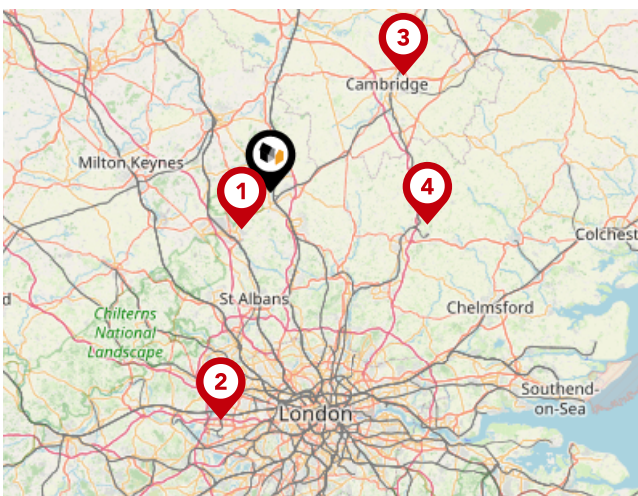 3
Cambridge
Milton Keynes
1
4
Colchest
d
St Albans
Chelmsford
Chilterns
National
Landscape
2
London
Southend-
on-Sea